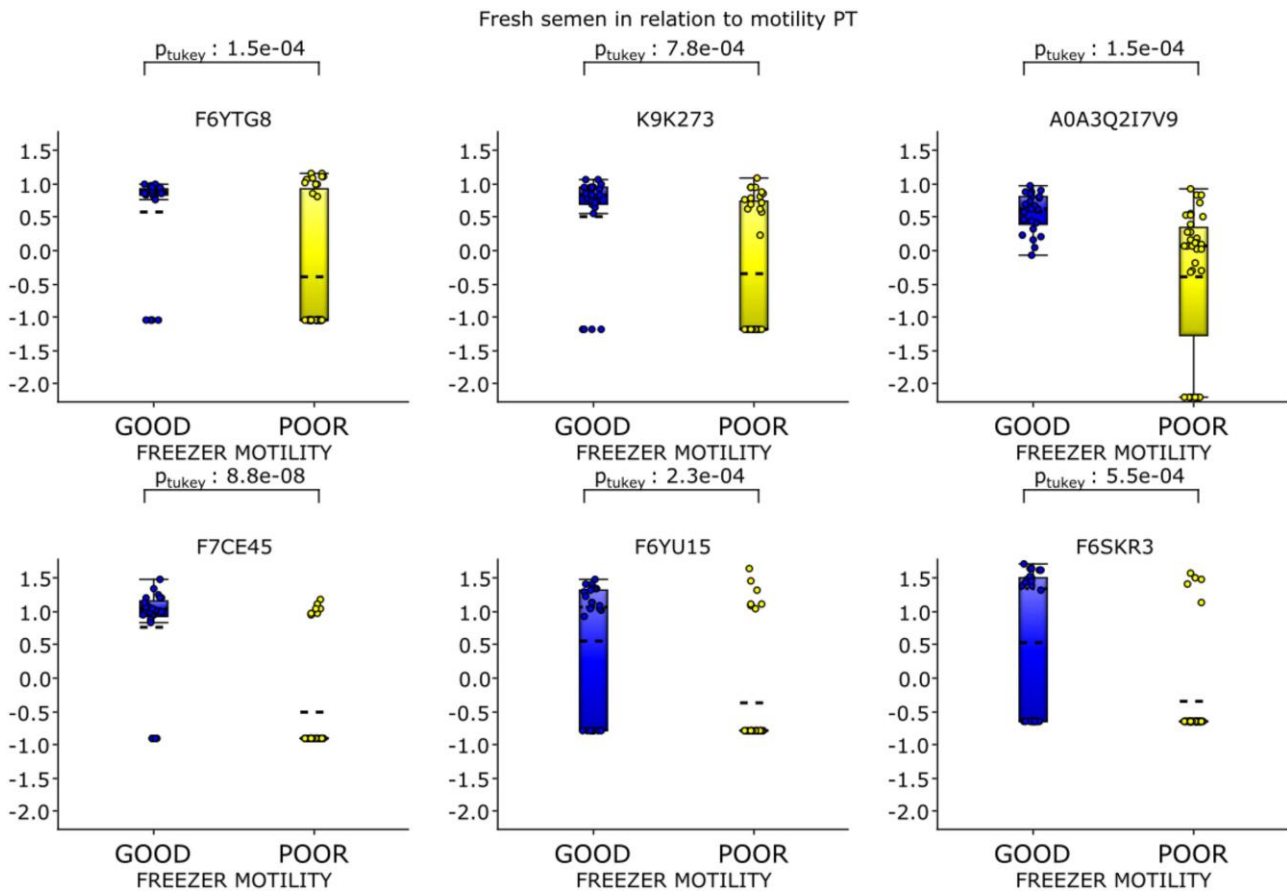 Fresh semen in relation to motility PT
p_tukey : 1.5e-04 p_tukey : 7.8e-04 p_tukey : 1.5e-04
F6YTG8 K9K273 A0A3Q2I7V9
1.5 1.5 1.5
1.0 1.0 1.0
0.5 0.5 0.5
0.0 0.0 0.0
-0.5 -0.5 -0.5
-1.0 -1.0 -1.0
-1.5 -1.5 -1.5
-2.0 -2.0 -2.0
GOOD POOR GOOD POOR GOOD POOR
FREEZER MOTILITY FREEZER MOTILITY FREEZER MOTILITY
p_tukey : 8.8e-08 p_tukey : 2.3e-04 p_tukey : 5.5e-04
F7CE45 F6YU15 F6SKR3
1.5 1.5 1.5
1.0 1.0 1.0
0.5 0.5 0.5
0.0 0.0 0.0
-0.5 -0.5 -0.5
-1.0 -1.0 -1.0
-1.5 -1.5 -1.5
-2.0 -2.0 -2.0
GOOD POOR GOOD POOR GOOD POOR
FREEZER MOTILITY FREEZER MOTILITY FREEZER MOTILITY